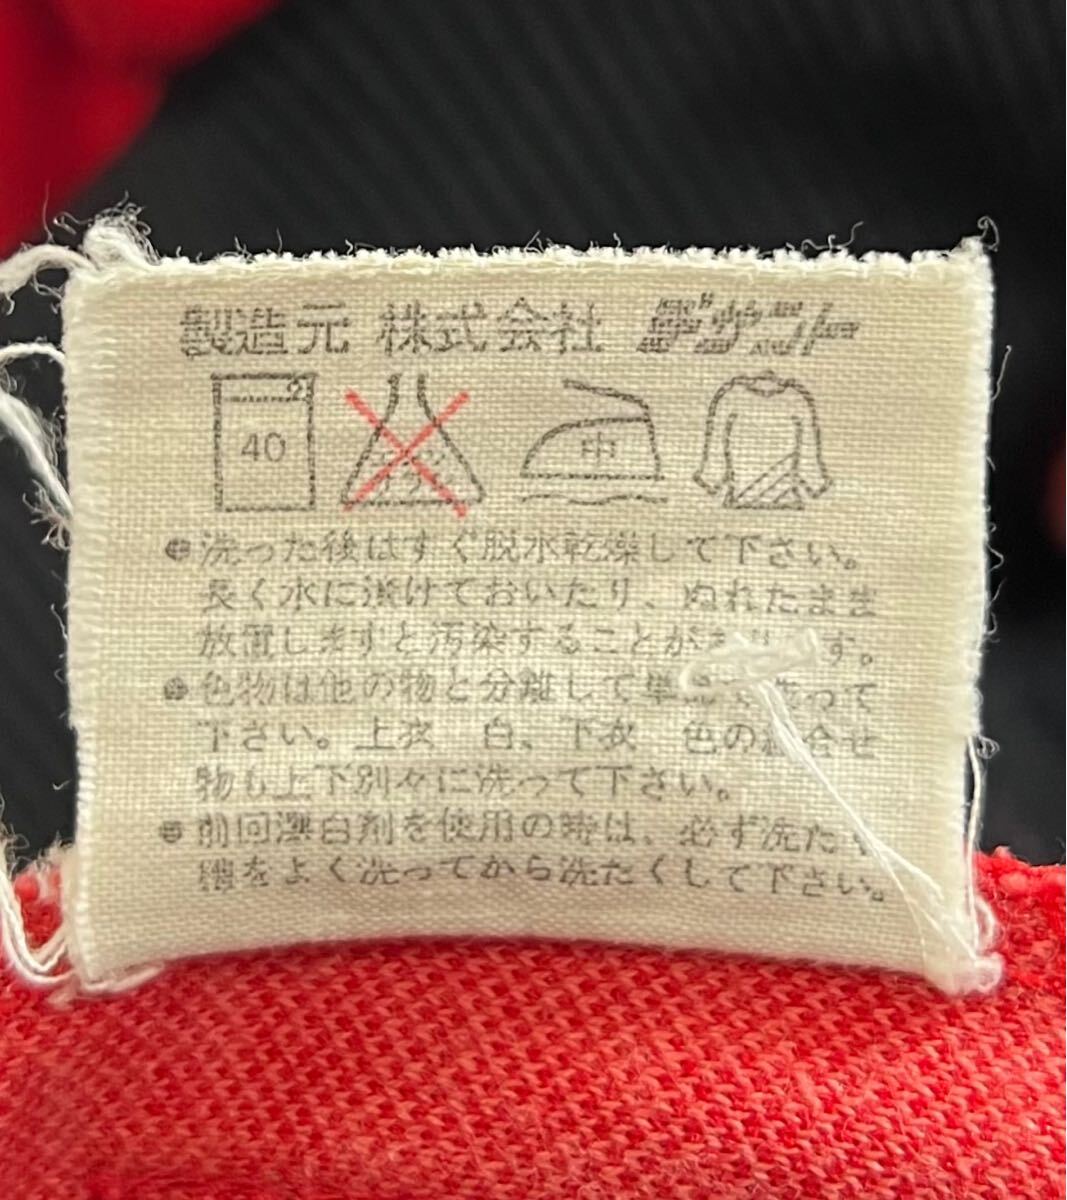 製造元 株式会社 デサント
40 エンソ 中
洗った後はすぐ脱水乾燥して下さい。
長く水に漬けておいたり、ぬれたまま
放置しますと汚染することがあります。
色物は他の物と分離して単品で洗って
下さい。上衣 白、下衣 色の組合せ
物も上下別々に洗って下さい。
前回漂白剤を使用の時は、必ず洗たく
機をよく洗ってから洗たくして下さい。